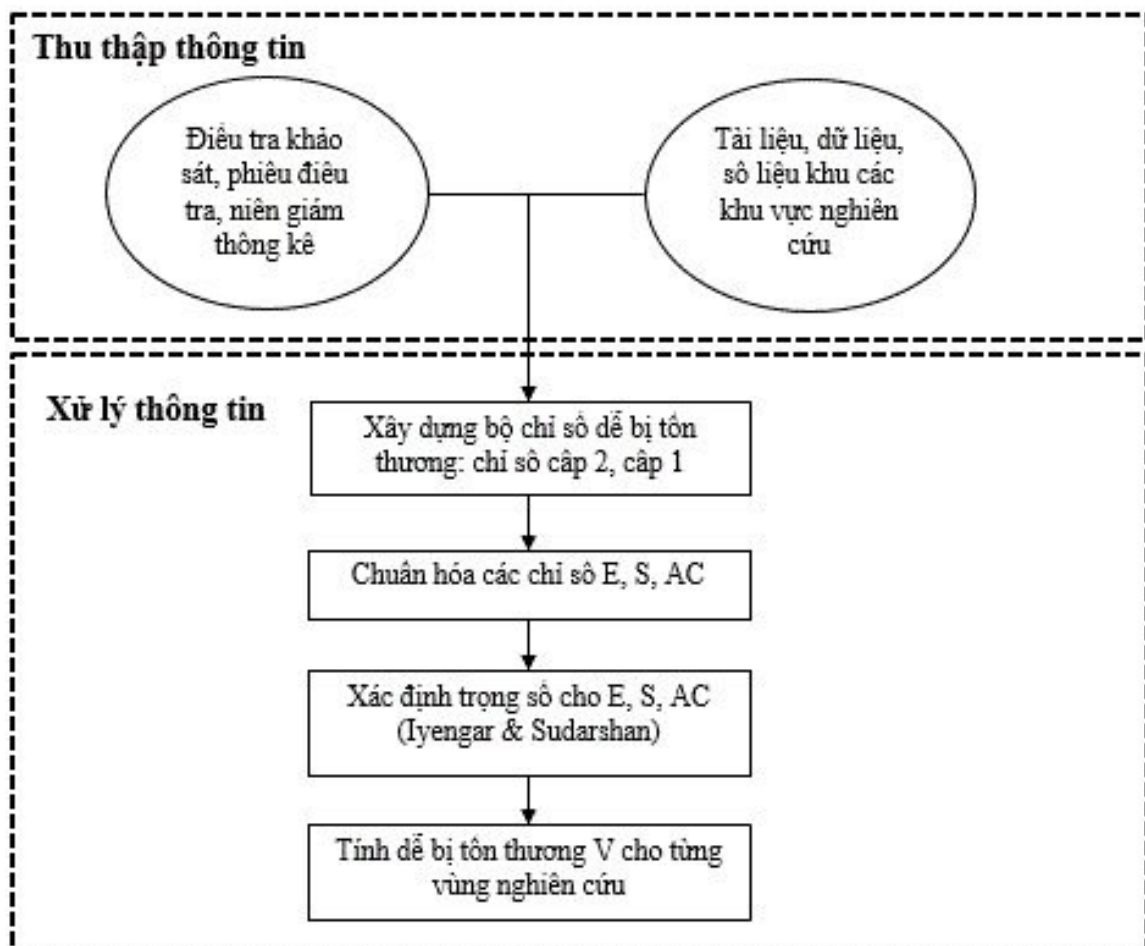 Thu thập thông tin
Điều tra khảo
sát, phiếu điều
tra, niên giám
thống kê
Tài liệu, dữ liệu,
số liệu khu các
khu vực nghiên
cứu
Xử lý thông tin
Xây dựng bộ chỉ số dễ bị tổn
thương: chỉ số cấp 2, cấp 1
Chuẩn hóa các chỉ số E, S, AC
Xác định trọng số cho E, S, AC
(Iyengar & Sudarshan)
Tính dễ bị tổn thương V cho từng
vùng nghiên cứu